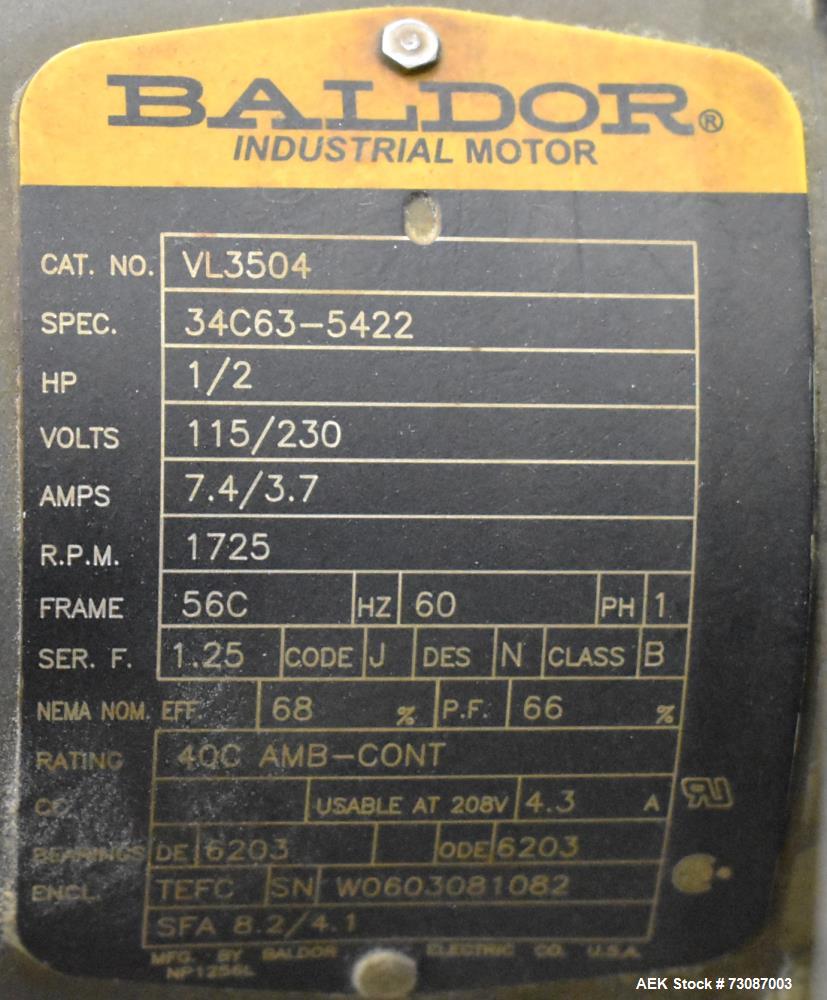 BALDOR®
INDUSTRIAL MOTOR
CAT. NO. VL3504
SPEC. 34C63-5422
HP 1/2
VOLTS 115/230
AMPS 7.4/3.7
R.P.M. 1725
FRAME 56C HZ 60 PH 1
SER. F. 1.25 CODE J DES N CLASS B
NEMA NOM. EFF. 68 % P.F. 66 %
RATING 40C AMB-CONT
CC USABLE AT 208V 4.3 A
BEARINGS DE 6203 ODE 6203
ENCL. TEFC SN W0603081082
SFA 8.2/4.1
MFG. BY BALDOR ELECTRIC CO. U.S.A.
NP1256L
AEK Stock # 73087003